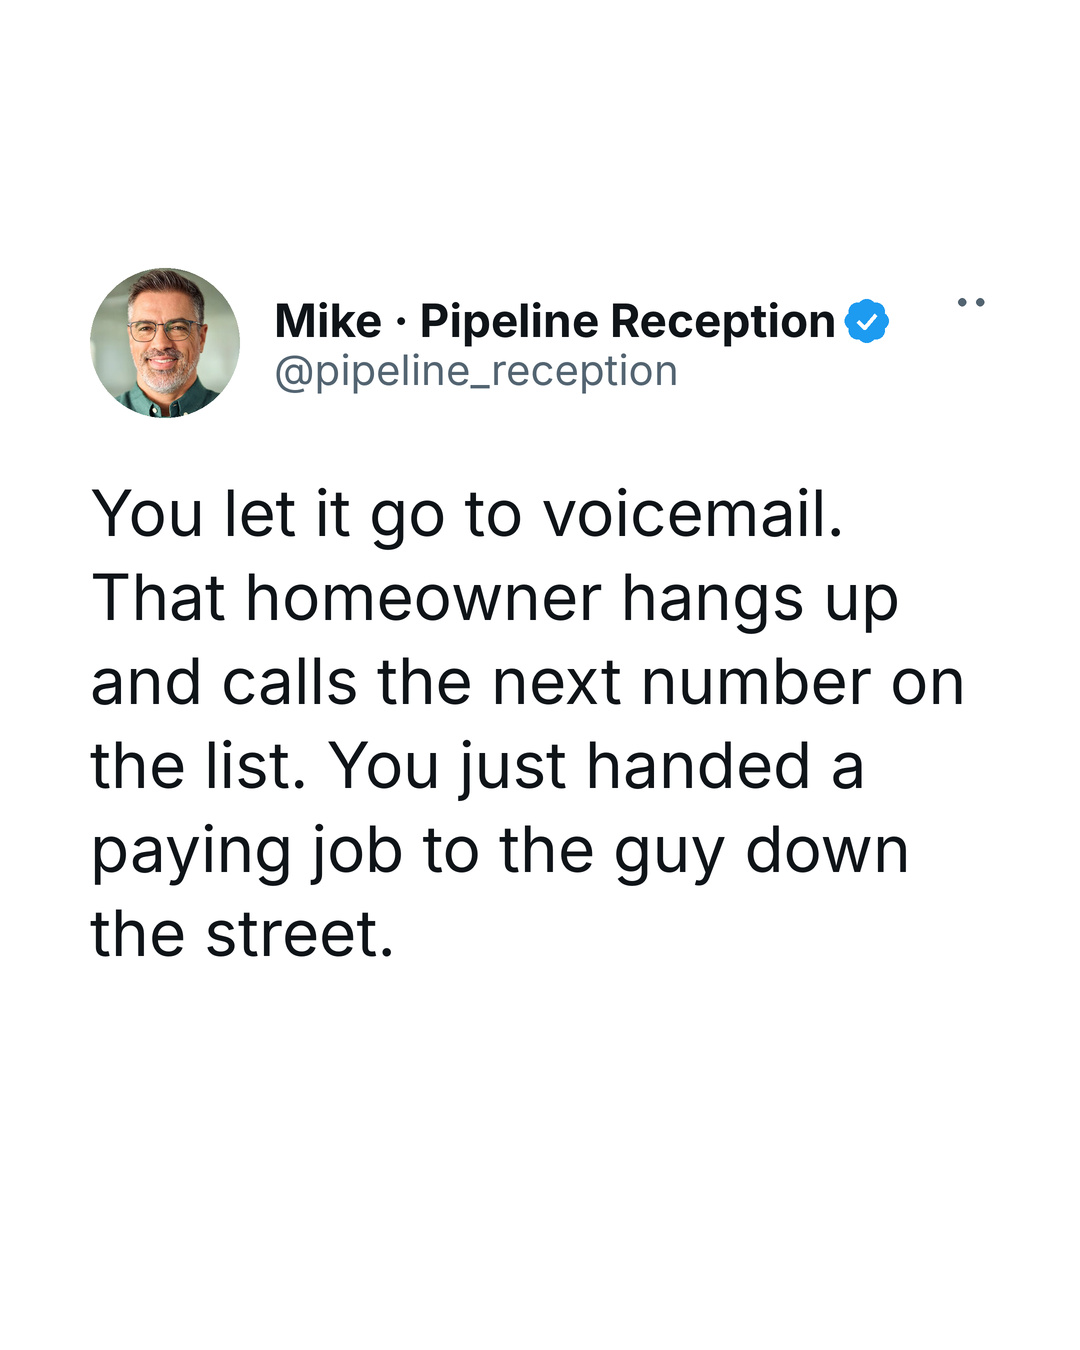 Mike · Pipeline Reception
@pipeline_reception
You let it go to voicemail.
That homeowner hangs up
and calls the next number on
the list. You just handed a
paying job to the guy down
the street.